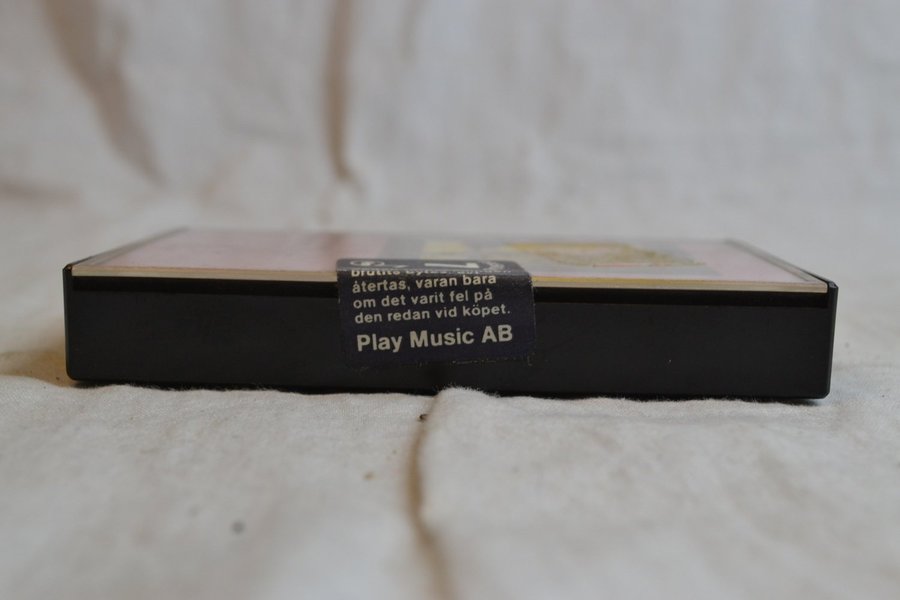 återtas, varan bara
om det varit fel på
den redan vid köpet.
Play Music AB